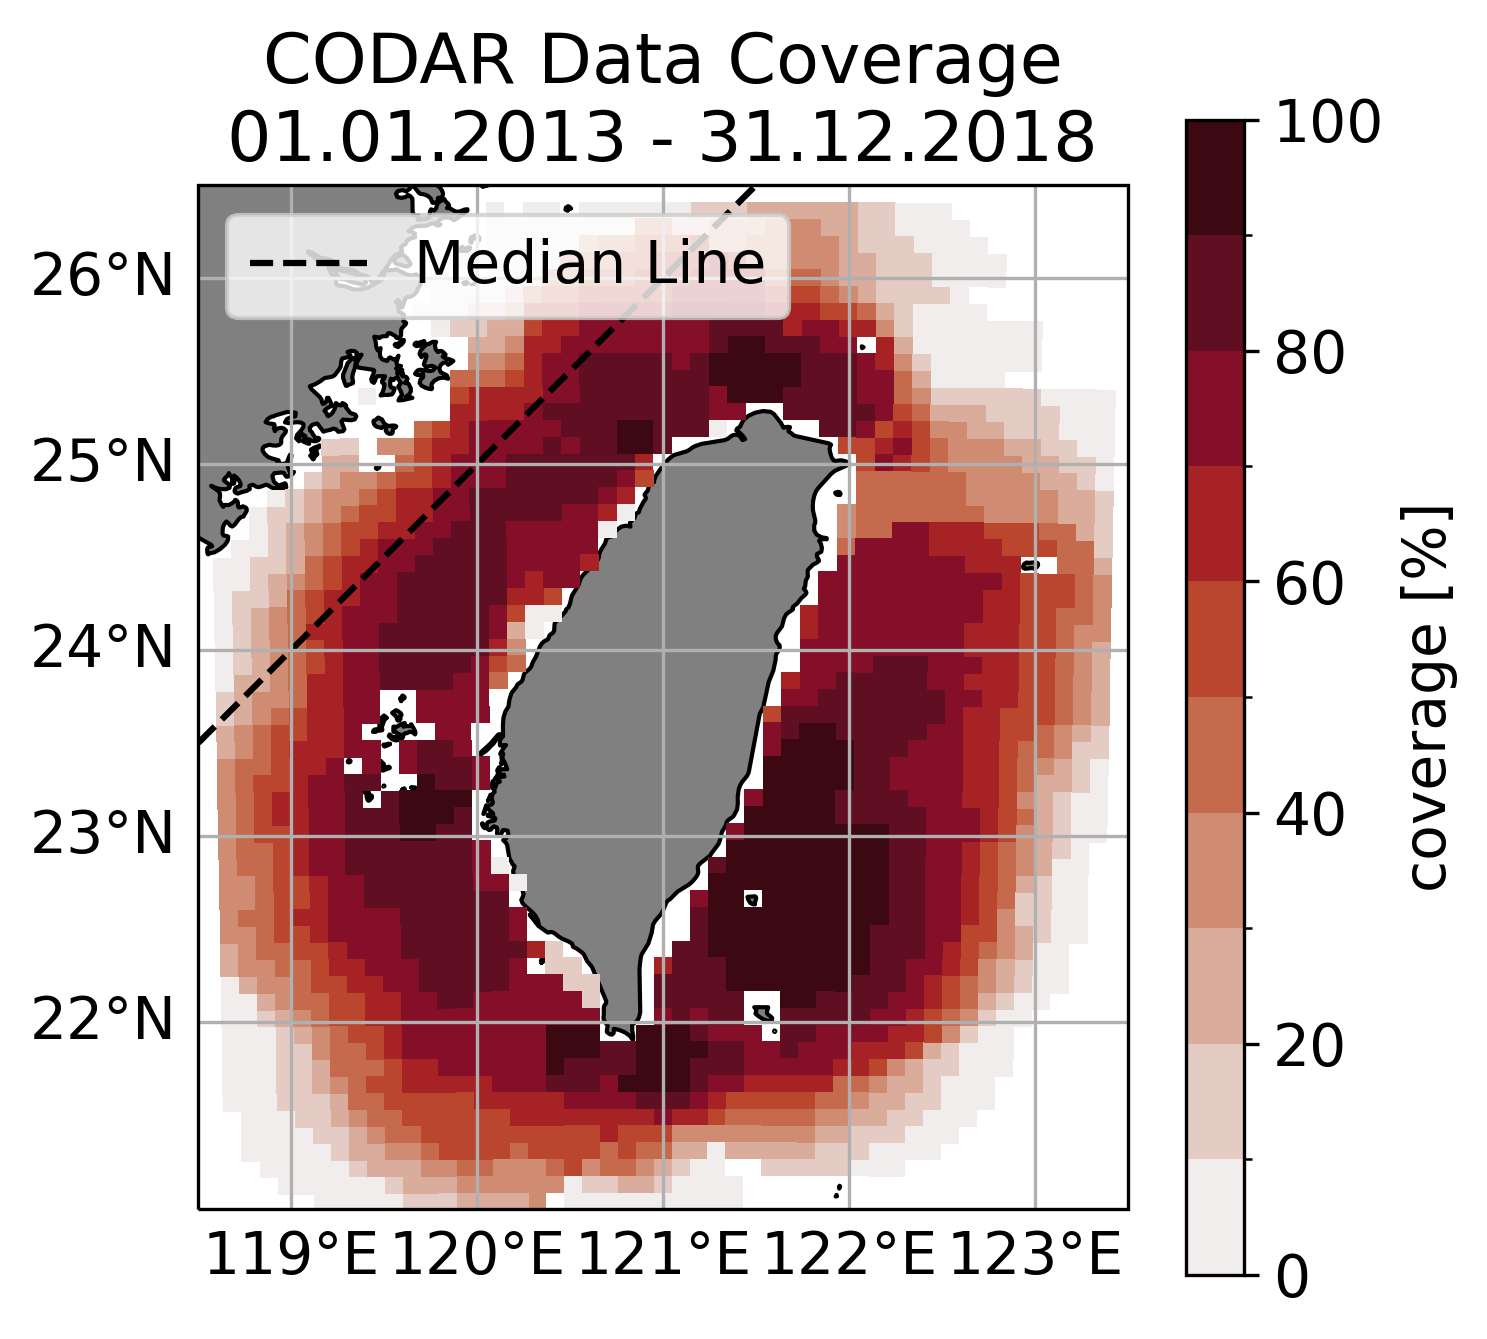 CODAR Data Coverage
01.01.2013 - 31.12.2018
Median Line
26°N
25°N
24°N
23°N
22°N
119°E 120°E 121°E 122°E 123°E
100
80
60
40
20
0
coverage [%]